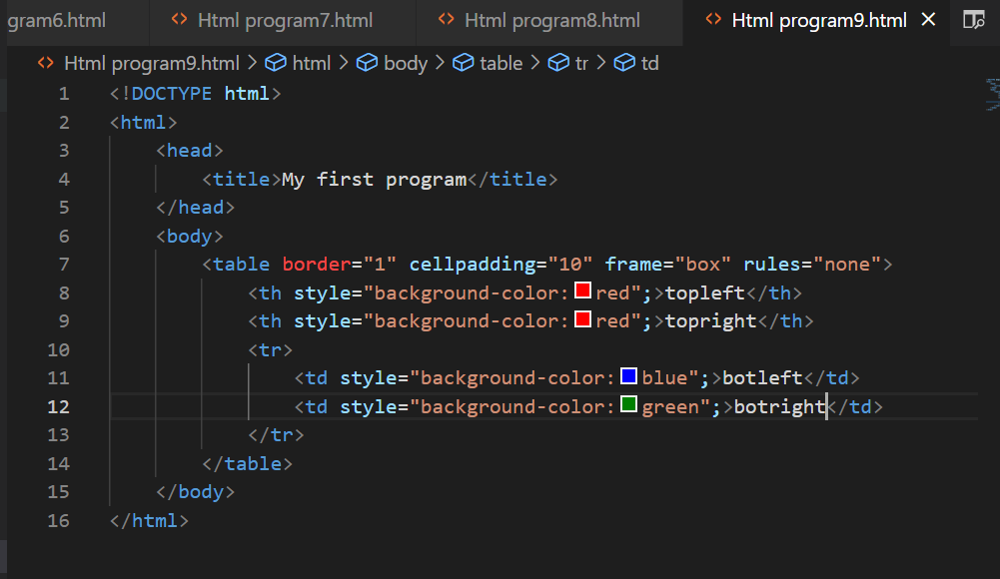 gram6.html <> Html program7.html <> Html program8.html <> Html program9.html ×
<> Html program9.html > html > body > table > tr > td
1 <!DOCTYPE html>
2 <html>
3 <head>
4 <title>My first program</title>
5 </head>
6 <body>
7 <table border="1" cellpadding="10" frame="box" rules="none">
8 <th style="background-color:red";>topleft</th>
9 <th style="background-color:red";>topright</th>
10 <tr>
11 <td style="background-color:blue";>botleft</td>
12 <td style="background-color:green";>botright</td>
13 </tr>
14 </table>
15 </body>
16 </html>